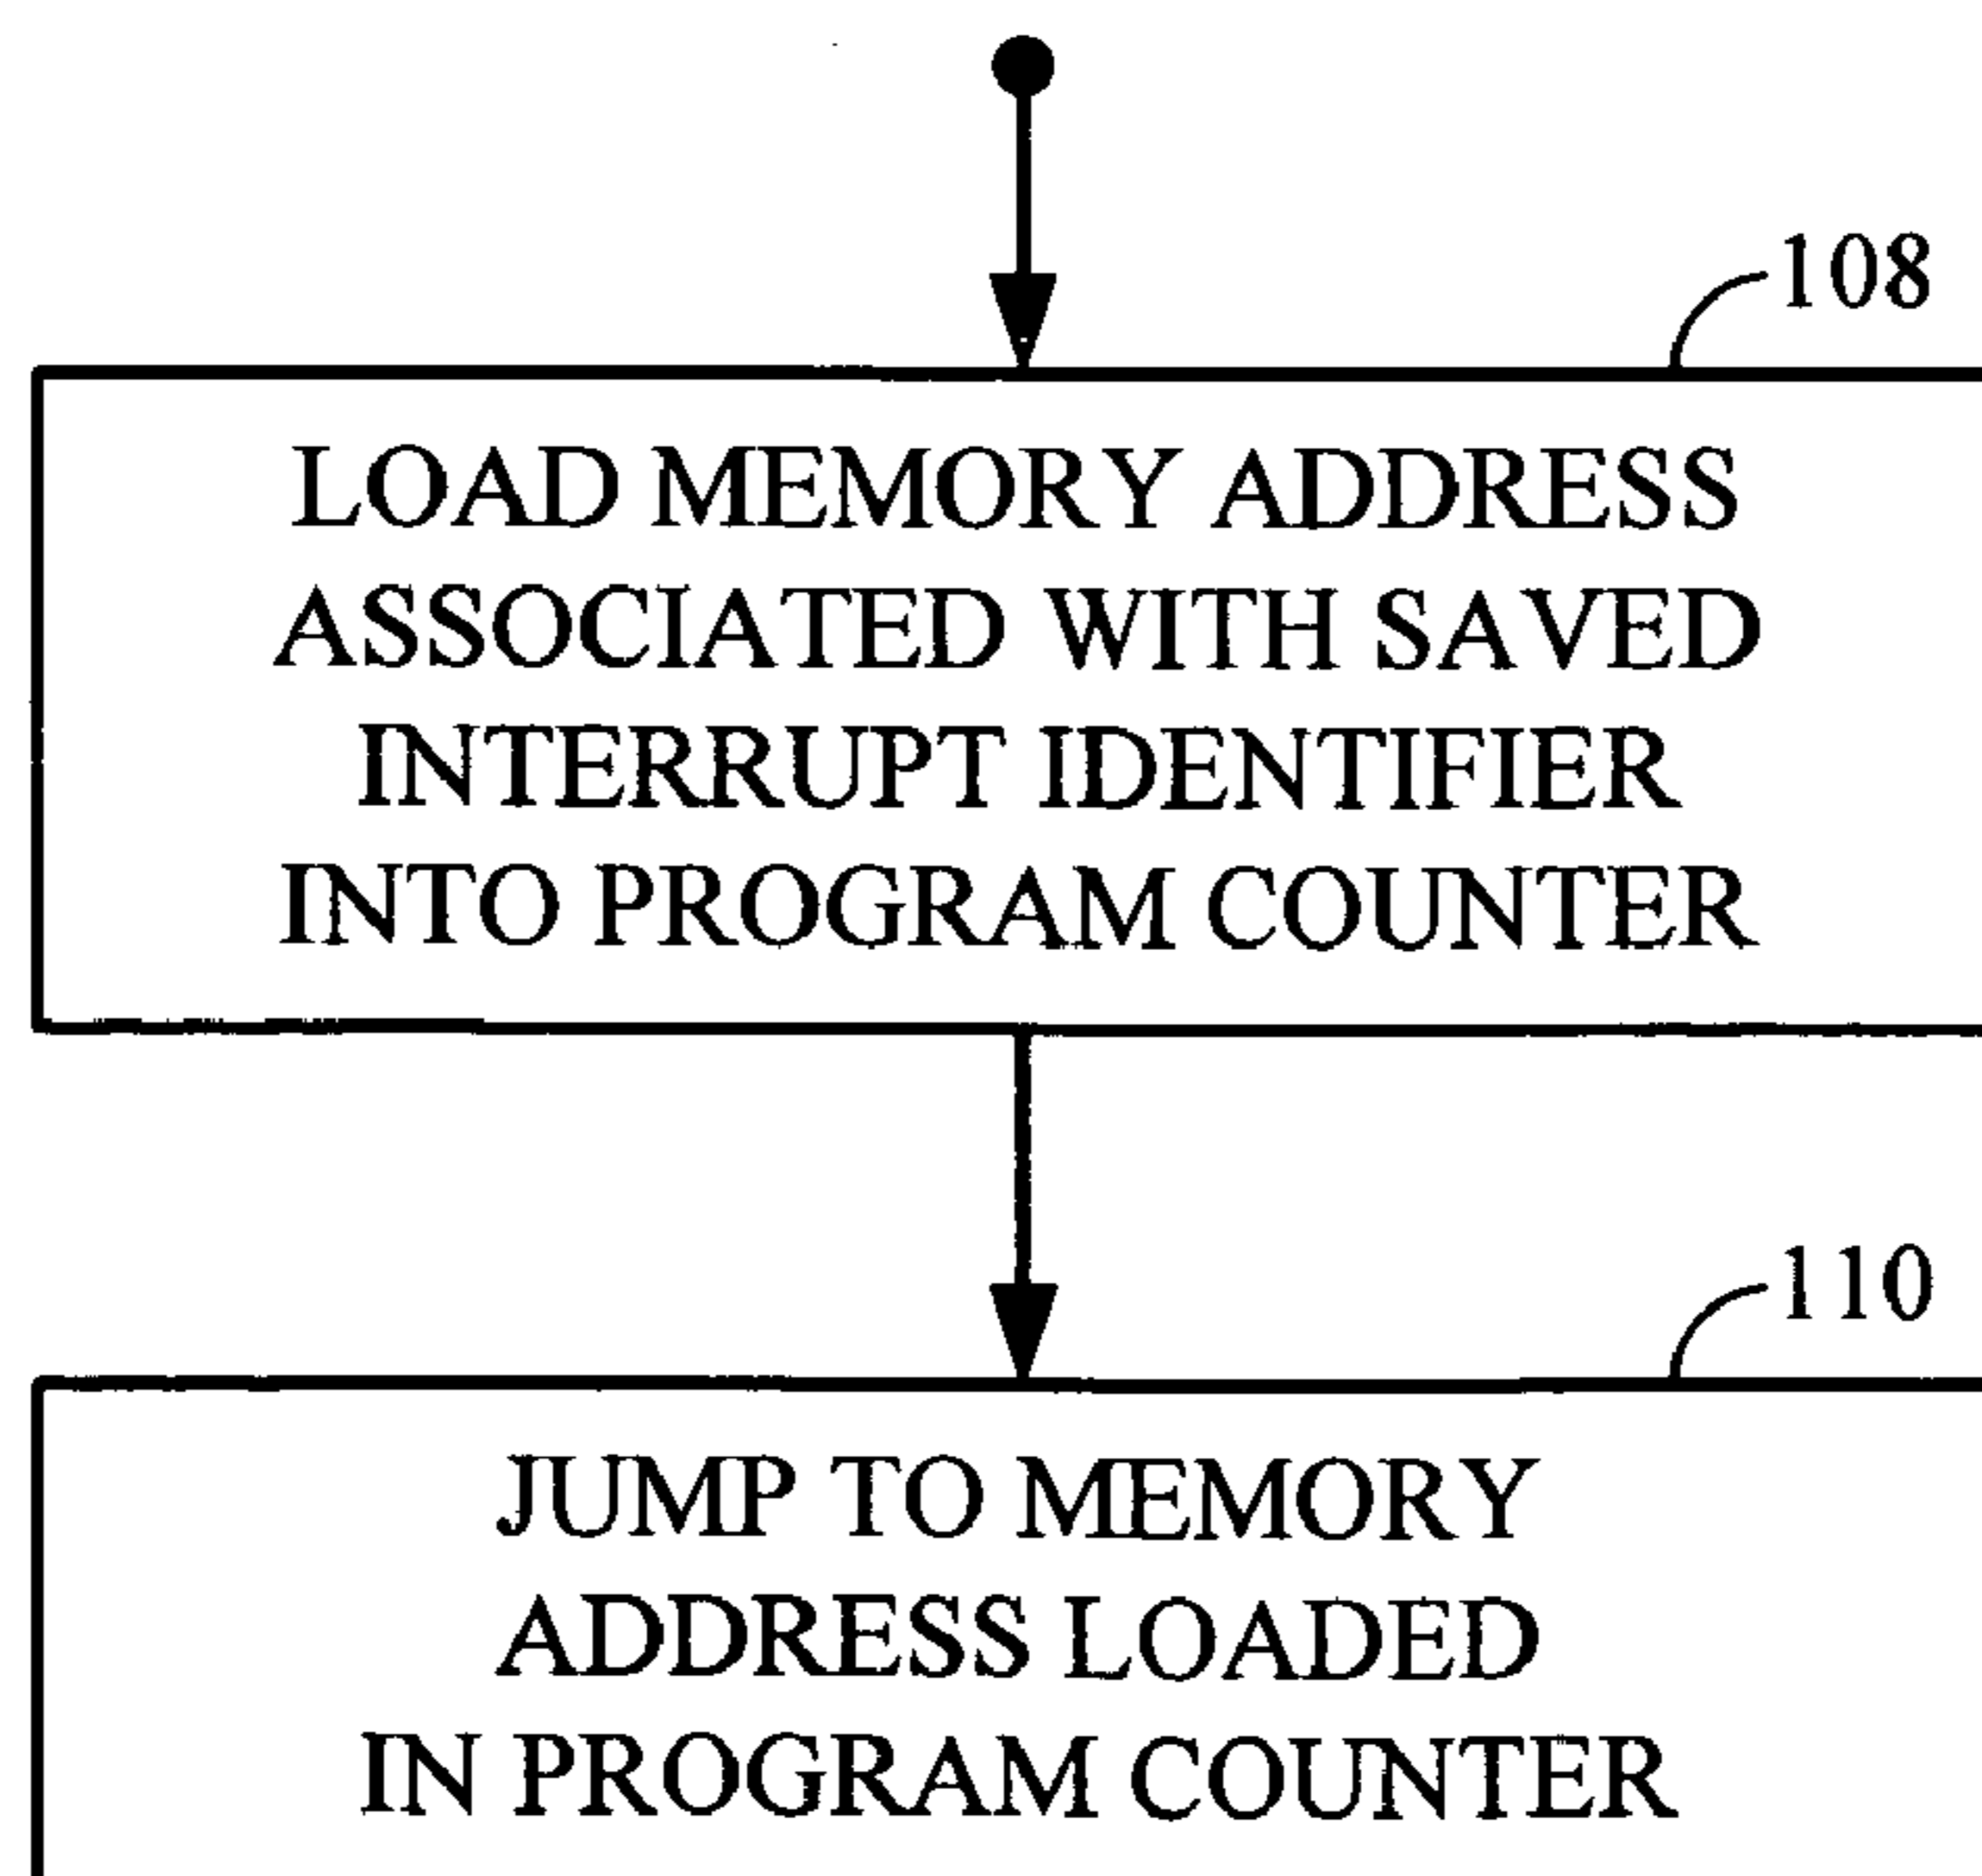 108
LOAD MEMORY ADDRESS
ASSOCIATED WITH SAVED
INTERRUPT IDENTIFIER
INTO PROGRAM COUNTER
110
JUMP TO MEMORY
ADDRESS LOADED
IN PROGRAM COUNTER